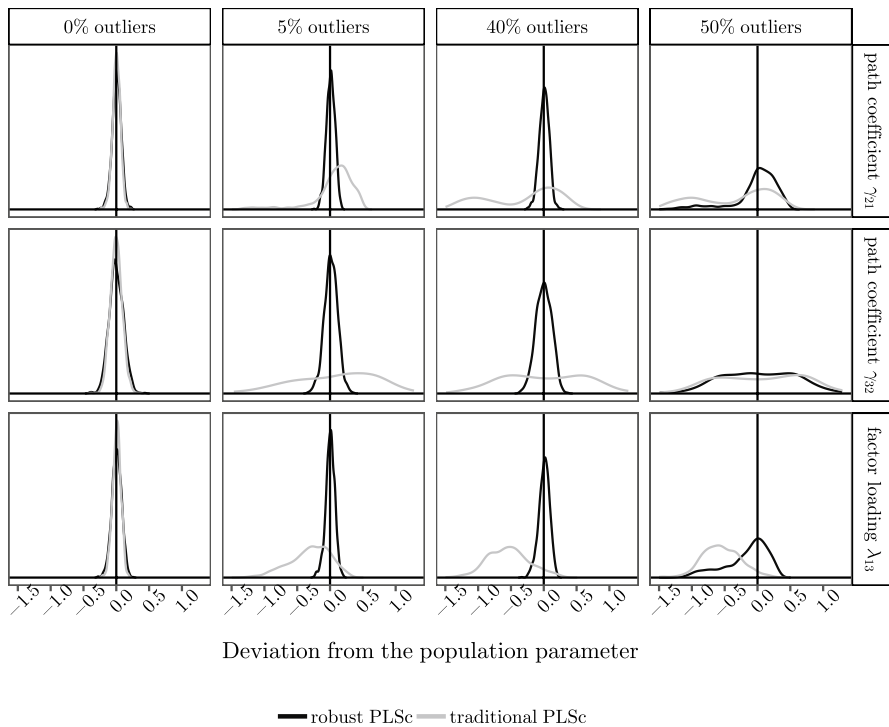 0% outliers
5% outliers
40% outliers
50% outliers
path coefficient γ21
path coefficient γ32
factor loading λ13
−1.5 −1.0 −0.5 0.0 0.5 1.0
−1.5 −1.0 −0.5 0.0 0.5 1.0
−1.5 −1.0 −0.5 0.0 0.5 1.0
−1.5 −1.0 −0.5 0.0 0.5 1.0
Deviation from the population parameter
robust PLSc traditional PLSc